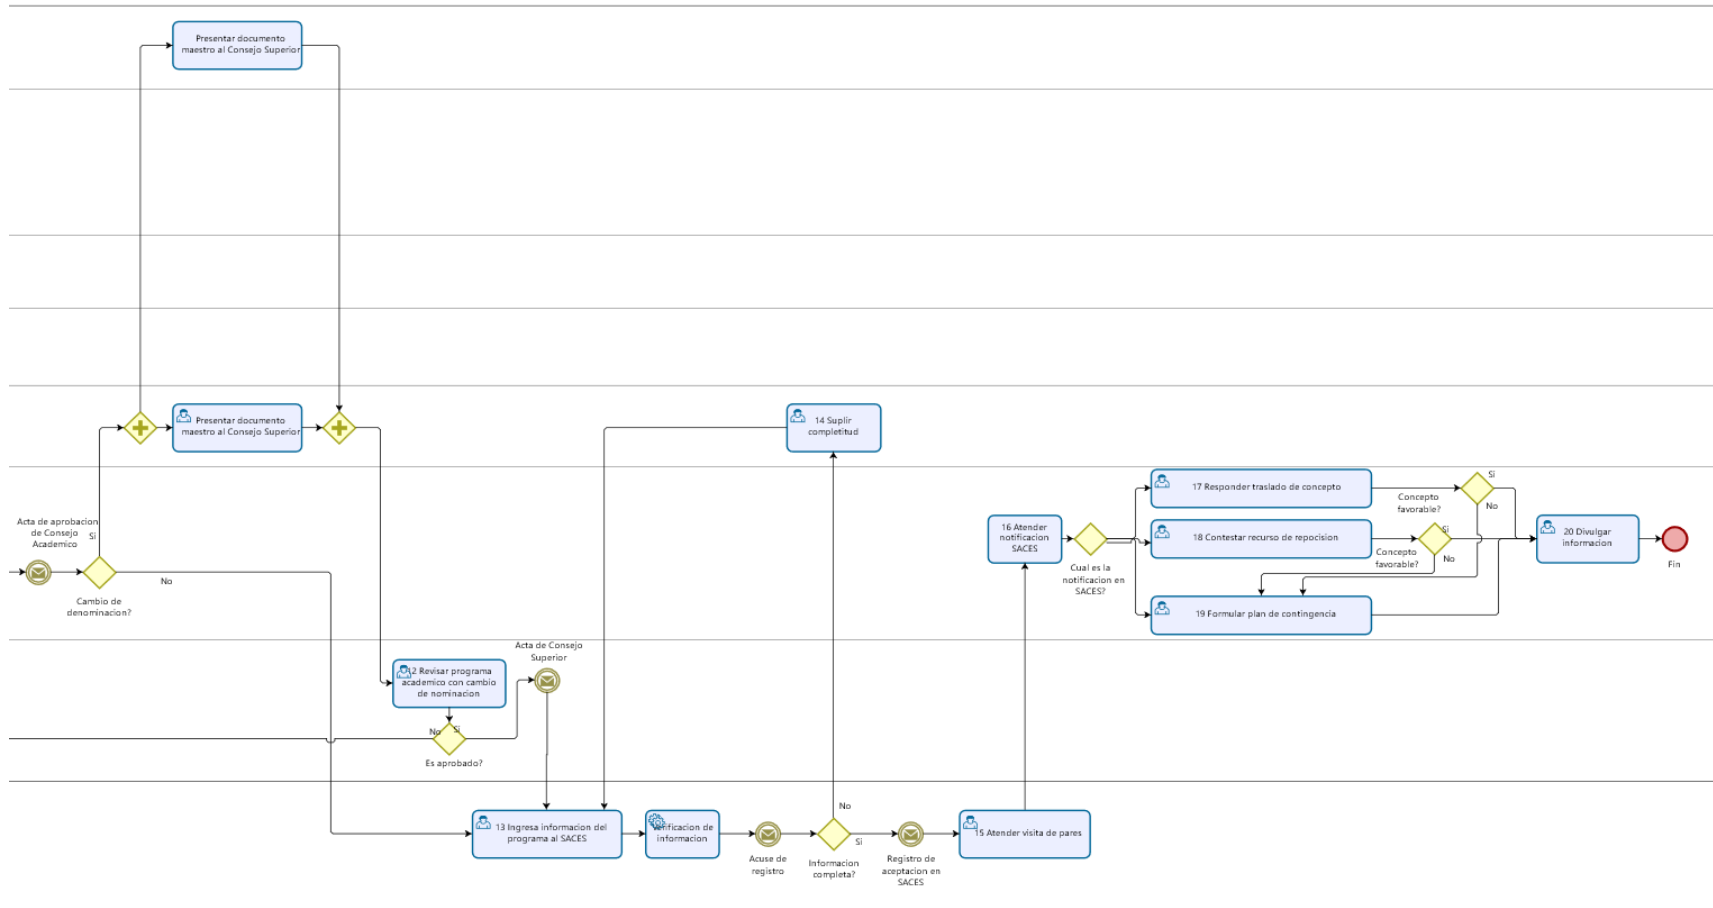 Presentar documento
maestro al Consejo Superior
Presentar documento
maestro al Consejo Superior
14 Suplir
completitud
Acta de aprobacion
de Consejo
Academico
Si
No
Cambio de
denominacion?
16 Atender
notificacion
SACES
Cual es la
notificacion en
SACES?
17 Responder traslado de concepto
Concepto
favorable?
Si
No
18 Contestar recurso de repocision
Concepto
favorable?
Si
No
19 Formular plan de contingencia
20 Divulgar
informacion
Fin
12 Revisar programa
academico con cambio
de nominacion
No
Si
Es aprobado?
Acta de Consejo
Superior
13 Ingresa informacion del
programa al SACES
Verificacion de
informacion
Acuse de
registro
No
Si
Informacion
completa?
Registro de
aceptacion en
SACES
15 Atender visita de pares